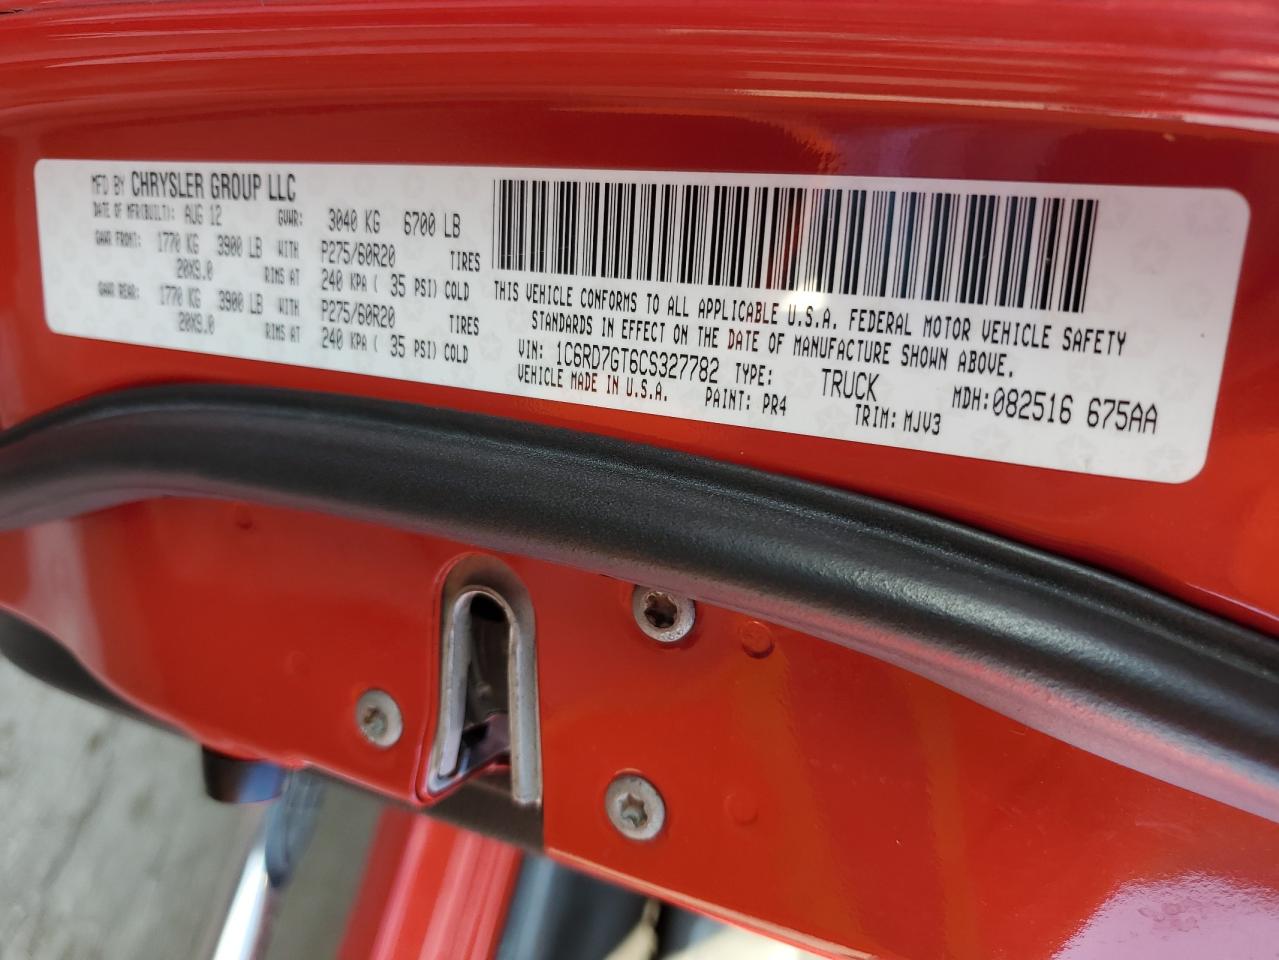 MFD BY CHRYSLER GROUP LLC
DATE OF MFR(BUILT): AUG 12 GVWR: 3040 KG 6700 LB
GAWR FRONT: 1770 KG 3900 LB WITH P275/60R20 TIRES
20X9.0 RIMS AT 240 KPA ( 35 PSI) COLD
GAWR REAR: 1770 KG 3900 LB WITH P275/60R20 TIRES
20X9.0 RIMS AT 240 KPA ( 35 PSI) COLD
THIS VEHICLE CONFORMS TO ALL APPLICABLE U.S.A. FEDERAL MOTOR VEHICLE SAFETY
STANDARDS IN EFFECT ON THE DATE OF MANUFACTURE SHOWN ABOVE.
VIN: 1C6RD7GT6CS327782 TYPE: TRUCK MDH:082516 675AA
VEHICLE MADE IN U.S.A. PAINT: PR4 TRIM: MJV3